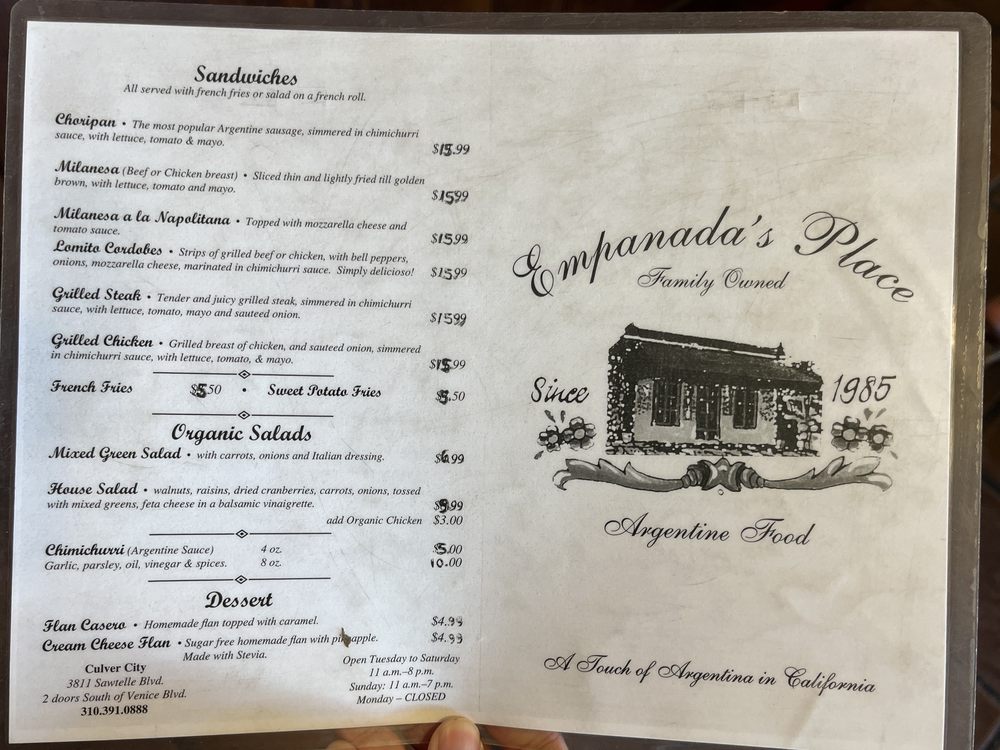 Sandwiches
All served with french fries or salad on a french roll.
Choripan • The most popular Argentine sausage, simmered in chimichurri
sauce, with lettuce, tomato & mayo.
$15.99
Milanesa (Beef or Chicken breast) • Sliced thin and lightly fried till golden
brown, with lettuce, tomato and mayo.
$15.99
Milanesa a la Napolitana • Topped with mozzarella cheese and
tomato sauce.
$15.99
Lomito Cordobes • Strips of grilled beef or chicken, with bell peppers,
onions, mozzarella cheese, marinated in chimichurri sauce. Simply delicioso! $15.99
Grilled Steak • Tender and juicy grilled steak, simmered in chimichurri
sauce, with lettuce, tomato, mayo and sauteed onion.
$15.99
Grilled Chicken • Grilled breast of chicken, and sauteed onion, simmered
in chimichurri sauce, with lettuce, tomato, & mayo.
$15.99
French Fries $5.50 • Sweet Potato Fries $5.50
Organic Salads
Mixed Green Salad • with carrots, onions and Italian dressing. $6.99
House Salad • walnuts, raisins, dried cranberries, carrots, onions, tossed
with mixed greens, feta cheese in a balsamic vinaigrette. $9.99
add Organic Chicken $3.00
Chimichurri (Argentine Sauce) 4 oz. $5.00
Garlic, parsley, oil, vinegar & spices. 8 oz. 10.00
Dessert
Flan Casero • Homemade flan topped with caramel. $4.99
Cream Cheese Flan • Sugar free homemade flan with pineapple. $4.99
Made with Stevia.
Culver City
3811 Sawtelle Blvd.
2 doors South of Venice Blvd.
310.391.0888
Open Tuesday to Saturday
11 a.m.–8 p.m.
Sunday: 11 a.m.–7 p.m.
Monday – CLOSED
Empanada's Place
Family Owned
Since 1985
Argentine Food
A Touch of Argentina in California